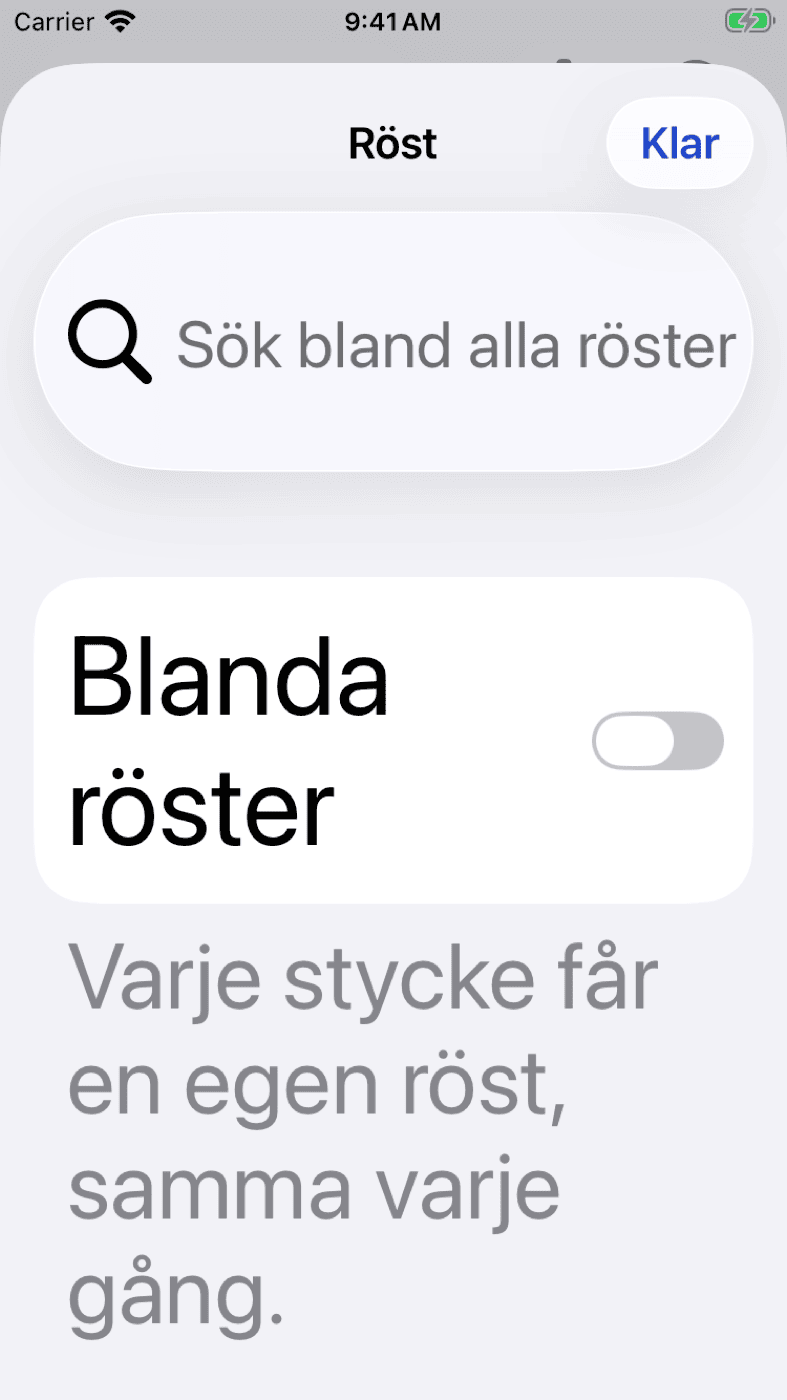 Carrier 9:41 AM
Röst Klar
Sök bland alla röster
Blanda
röster
Varje stycke får
en egen röst,
samma varje
gång.